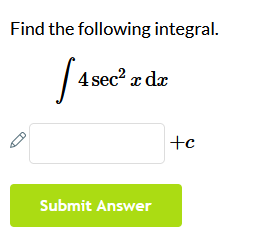 Find the following integral.
∫ 4 sec² x dx
+c
Submit Answer